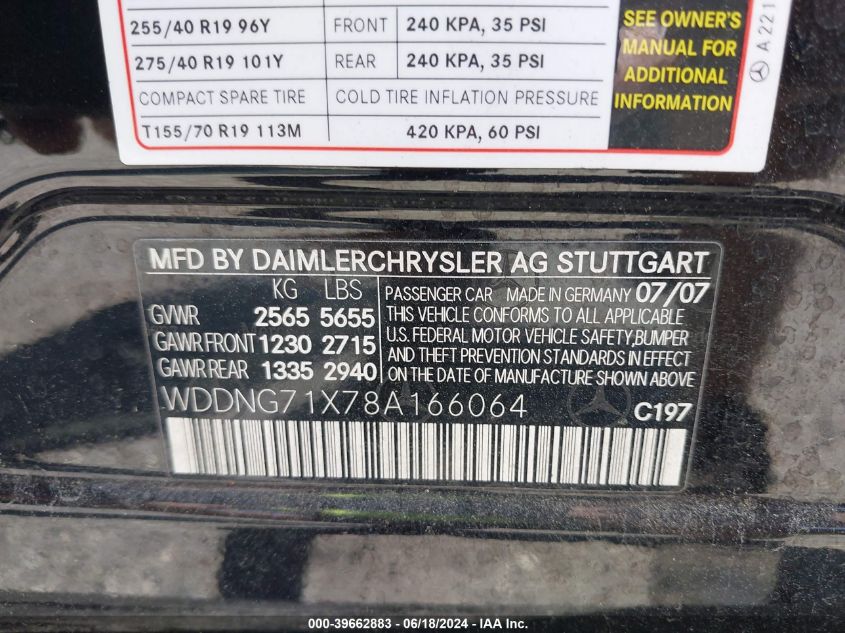 255/40 R19 96Y FRONT 240 KPA, 35 PSI
275/40 R19 101Y REAR 240 KPA, 35 PSI
COMPACT SPARE TIRE COLD TIRE INFLATION PRESSURE
T155/70 R19 113M 420 KPA, 60 PSI
SEE OWNER'S
MANUAL FOR
ADDITIONAL
INFORMATION
A 221
MFD BY DAIMLERCHRYSLER AG STUTTGART
KG LBS
GVWR 2565 5655
GAWR FRONT 1230 2715
GAWR REAR 1335 2940
PASSENGER CAR MADE IN GERMANY 07/07
THIS VEHICLE CONFORMS TO ALL APPLICABLE
U.S. FEDERAL MOTOR VEHICLE SAFETY,BUMPER
AND THEFT PREVENTION STANDARDS IN EFFECT
ON THE DATE OF MANUFACTURE SHOWN ABOVE
WDDNG71X78A166064
C197
000-39662883 - 06/18/2024 - IAA Inc.